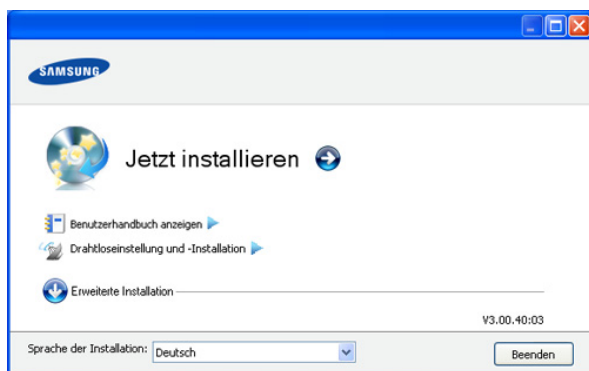 SAMSUNG
Jetzt installieren
Benutzerhandbuch anzeigen
Drahtloseinstellung und -Installation
Erweiterte Installation
V3.00.40:03
Sprache der Installation: Deutsch
Beenden